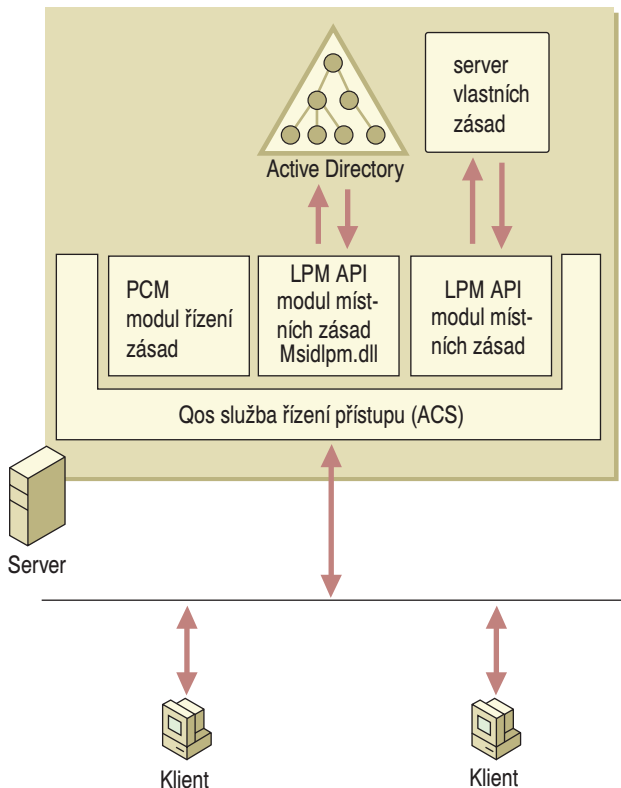 server
vlastních
zásad
Active Directory
PCM
modul řízení
zásad
LPM API
modul míst-
ních zásad
Msidlpm.dll
LPM API
modul míst-
ních zásad
Qos služba řízení přístupu (ACS)
Server
Klient
Klient